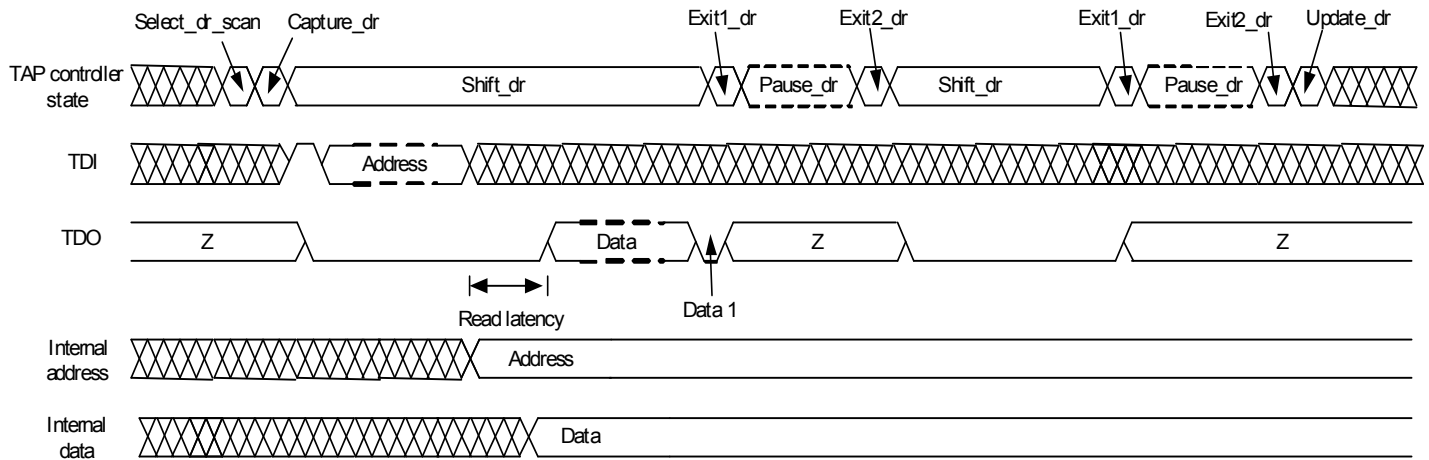 Select_dr_scan
Capture_dr
Exit1_dr
Exit2_dr
Exit1_dr
Exit2_dr
Update_dr
TAP controller
state
Shift_dr
Pause_dr
Shift_dr
Pause_dr
TDI
Address
TDO
Z
Data
Z
Z
Read latency
Data 1
Internal
address
Address
Internal
data
Data